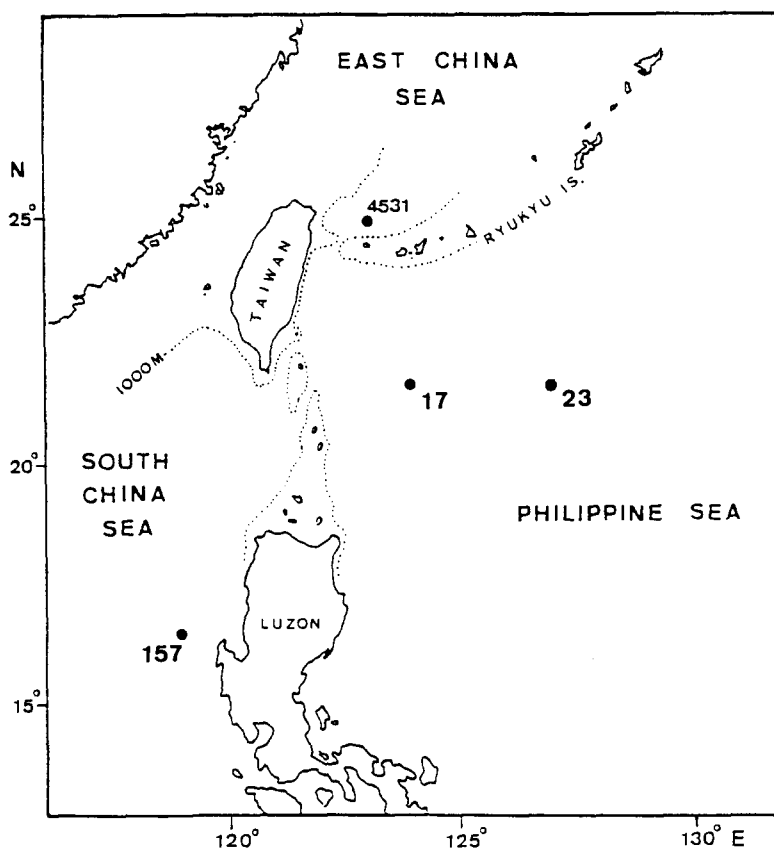 EAST CHINA
SEA
N
25°
4531
RYUKYU IS.
TAIWAN
1000M
17
23
20°
SOUTH
CHINA
SEA
PHILIPPINE SEA
LUZON
157
15°
120°
125°
130° E